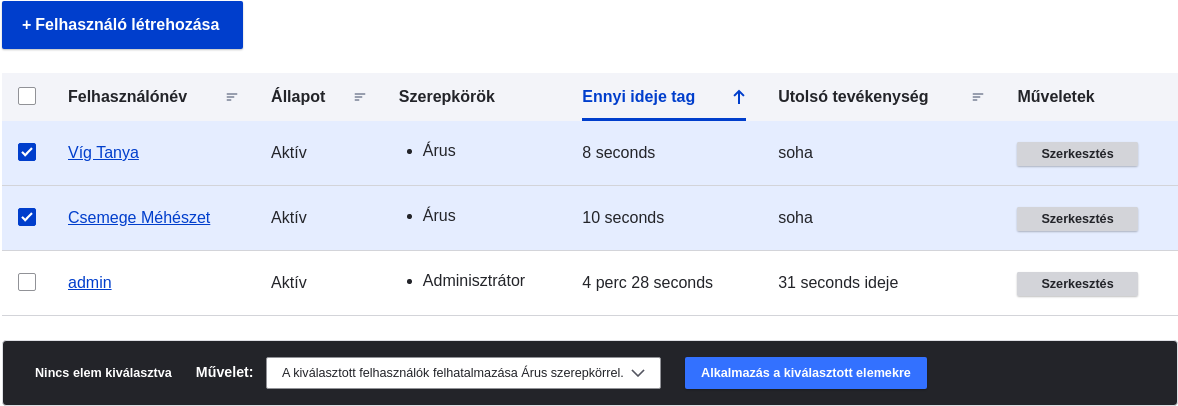 + Felhasználó létrehozása
Felhasználónév Állapot Szerepkörök Ennyi ideje tag Utolsó tevékenység Műveletek
Víg Tanya Aktív • Árus 8 seconds soha Szerkesztés
Csemege Méhészet Aktív • Árus 10 seconds soha Szerkesztés
admin Aktív • Adminisztrátor 4 perc 28 seconds 31 seconds ideje Szerkesztés
Nincs elem kiválasztva Művelet: A kiválasztott felhasználók felhatalmazása Árus szerepkörrel. Alkalmazás a kiválasztott elemekre